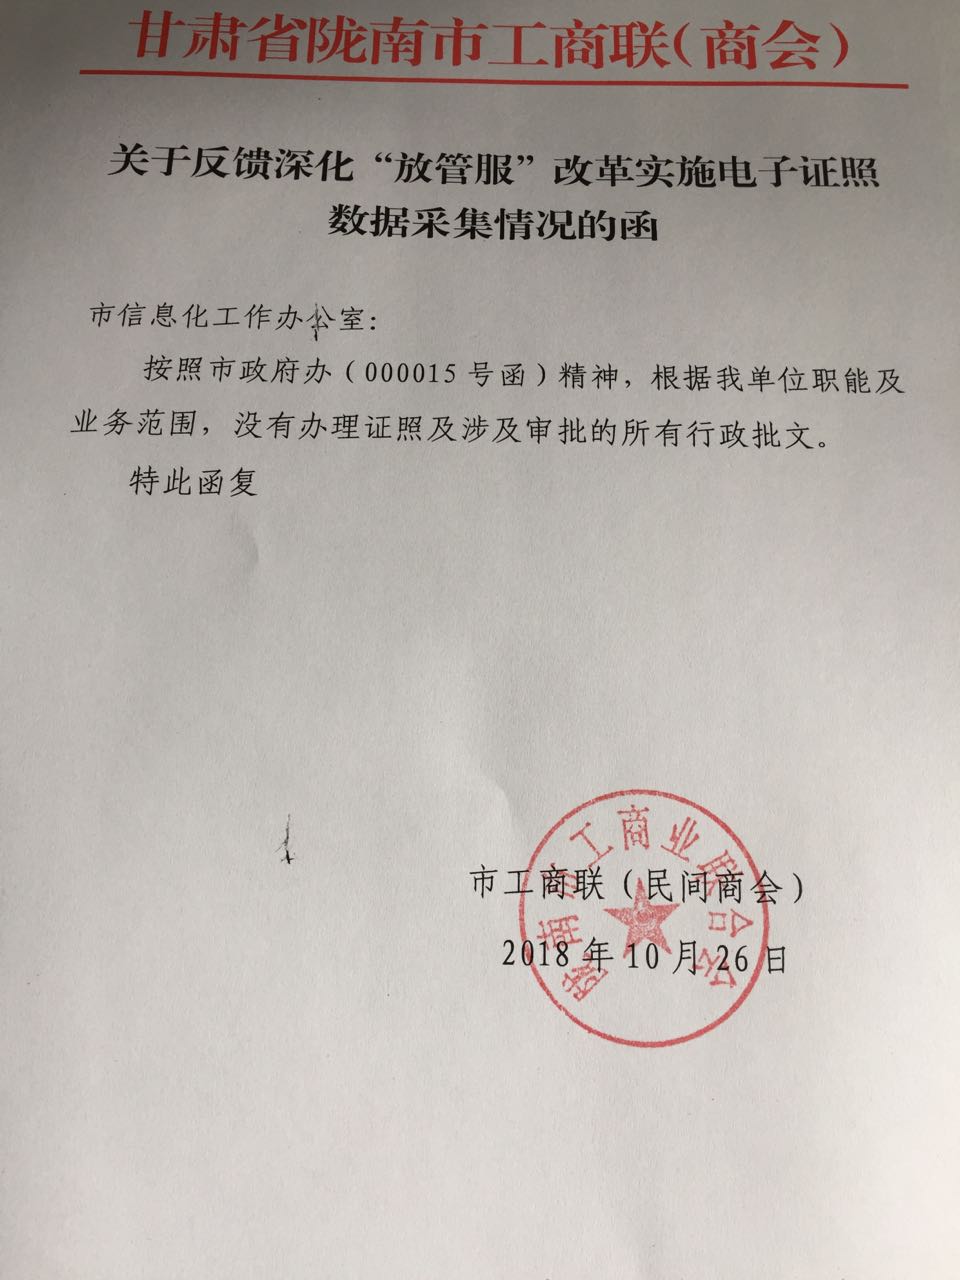 甘肃省陇南市工商联（商会）
关于反馈深化“放管服”改革实施电子证照
数据采集情况的函
市信息化工作办公室：
按照市政府办（000015号函）精神，根据我单位职能及
业务范围，没有办理证照及涉及审批的所有行政批文。
特此函复
市工商联（民间商会）
2018年10月26日
陇南市工商业联合会